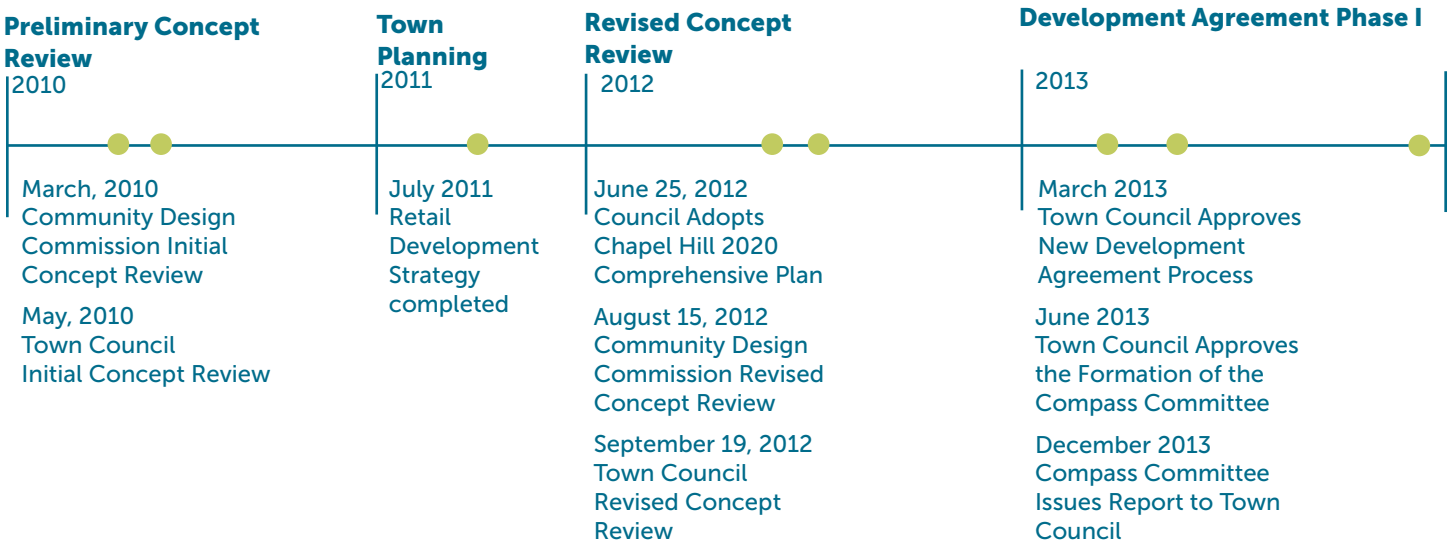 Preliminary Concept
Review
2010
March, 2010
Community Design
Commission Initial
Concept Review
May, 2010
Town Council
Initial Concept Review
Town
Planning
2011
July 2011
Retail
Development
Strategy
completed
Revised Concept
Review
2012
June 25, 2012
Council Adopts
Chapel Hill 2020
Comprehensive Plan
August 15, 2012
Community Design
Commission Revised
Concept Review
September 19, 2012
Town Council
Revised Concept
Review
Development Agreement Phase I
2013
March 2013
Town Council Approves
New Development
Agreement Process
June 2013
Town Council Approves
the Formation of the
Compass Committee
December 2013
Compass Committee
Issues Report to Town
Council